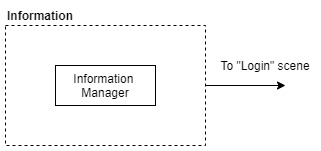 Information
To "Login" scene
Information
Manager